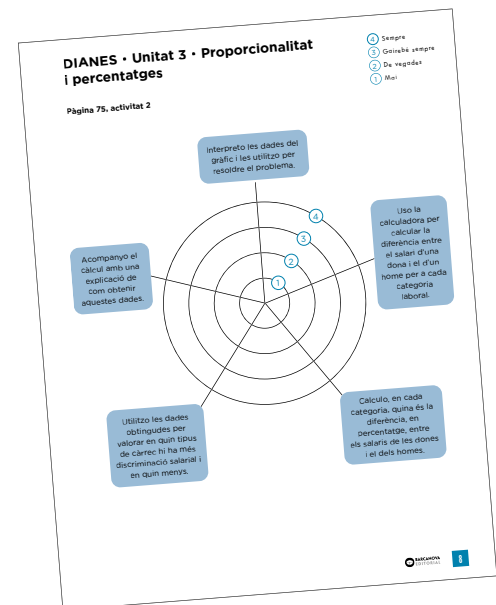 DIANES • Unitat 3 • Proporcionalitat
i percentatges
4 Sempre
3 Gairebé sempre
2 De vegades
1 Mai
Pàgina 75, activitat 2
Interpreto les dades del
gràfic i les utilitzo per
resoldre el problema.
Uso la
calculadora per
calcular la
diferència entre
el salari d'una
dona i el d'un
home per a cada
categoria
laboral.
4
3
2
1
Acompanyo el
càlcul amb una
explicació de
com obtenir
aquestes dades.
Calculo, en cada
categoria, quina és la
diferència, en
percentatge, entre
els salaris de les dones
i el dels homes.
Utilitzo les dades
obtingudes per
valorar en quin tipus
de càrrec hi ha més
discriminació salarial i
en quin menys.
BARCANOVA
EDITORIAL
8